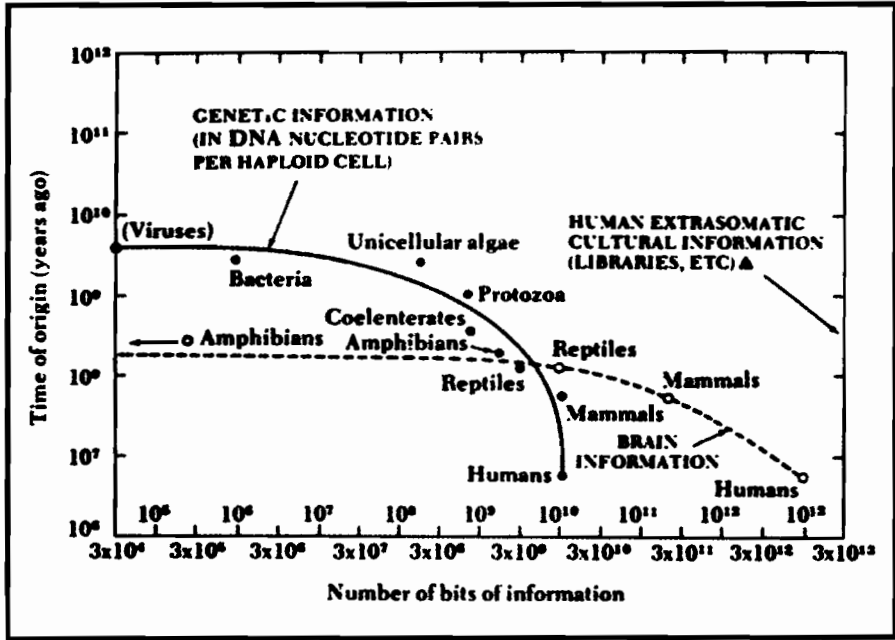 10¹²
10¹¹
10¹⁰
10⁹
10⁸
10⁷
10⁶
Time of origin (years ago)
GENETIC INFORMATION
(IN DNA NUCLEOTIDE PAIRS
PER HAPLOID CELL)
HUMAN EXTRASOMATIC
CULTURAL INFORMATION
(LIBRARIES, ETC) ▲
(Viruses)
Bacteria
Unicellular algae
Protozoa
Coelenterates
Amphibians
Amphibians
Reptiles
Reptiles
Mammals
Mammals
BRAIN
INFORMATION
Humans
Humans
10⁵ 10⁶ 10⁷ 10⁸ 10⁹ 10¹⁰ 10¹¹ 10¹² 10¹³
3x10⁴ 3x10⁵ 3x10⁶ 3x10⁷ 3x10⁸ 3x10⁹ 3x10¹⁰ 3x10¹¹ 3x10¹² 3x10¹³
Number of bits of information